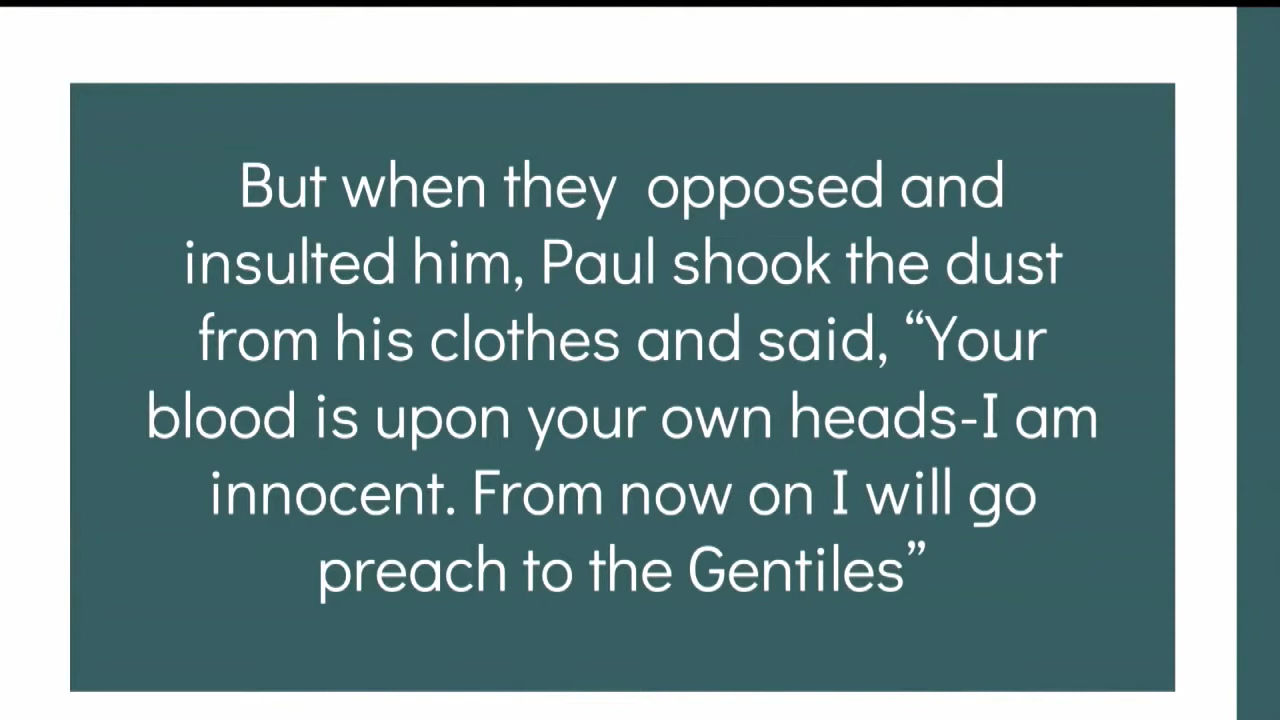 But when they  opposed and
insulted him, Paul shook the dust
from his clothes and said, “Your
blood is upon your own heads-I am
innocent. From now on I will go
preach to the Gentiles”